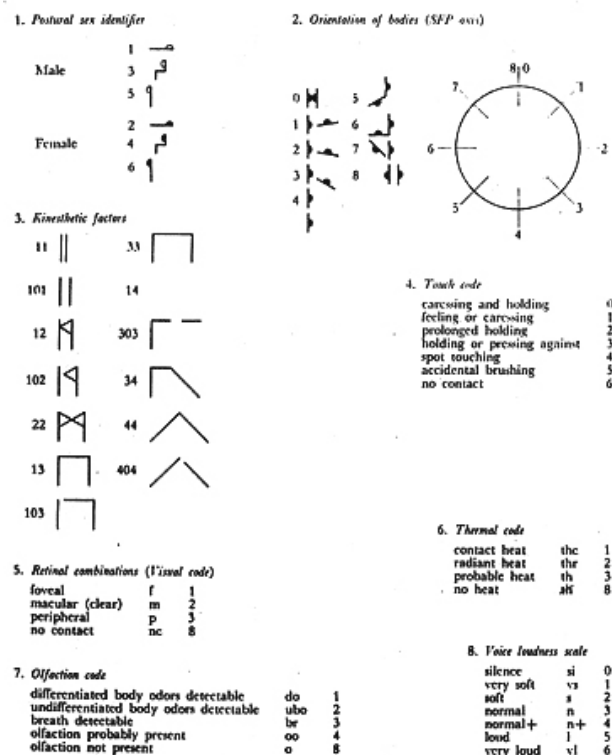 1. Postural sex identifier
Male
1
3
5
Female
2
4
6
2. Orientation of bodies (SFP axis)
0
1
2
3
4
5
6
7
8
8 0
1
2
3
4
5
6
7
3. Kinesthetic factors
11
101
12
102
22
13
103
33
14
303
34
44
404
4. Touch code
caressing and holding 0
feeling or caressing 1
prolonged holding 2
holding or pressing against 3
spot touching 4
accidental brushing 5
no contact 6
5. Retinal combinations (Visual code)
foveal f 1
macular (clear) m 2
peripheral p 3
no contact nc 8
6. Thermal code
contact heat thc 1
radiant heat thr 2
probable heat th 3
no heat 8
7. Olfaction code
differentiated body odors detectable do 1
undifferentiated body odors detectable ubo 2
breath detectable br 3
olfaction probably present oo 4
olfaction not present o 8
8. Voice loudness scale
silence si 0
very soft vs 1
soft s 2
normal n 3
normal+ n+ 4
loud l 5
very loud vl 6